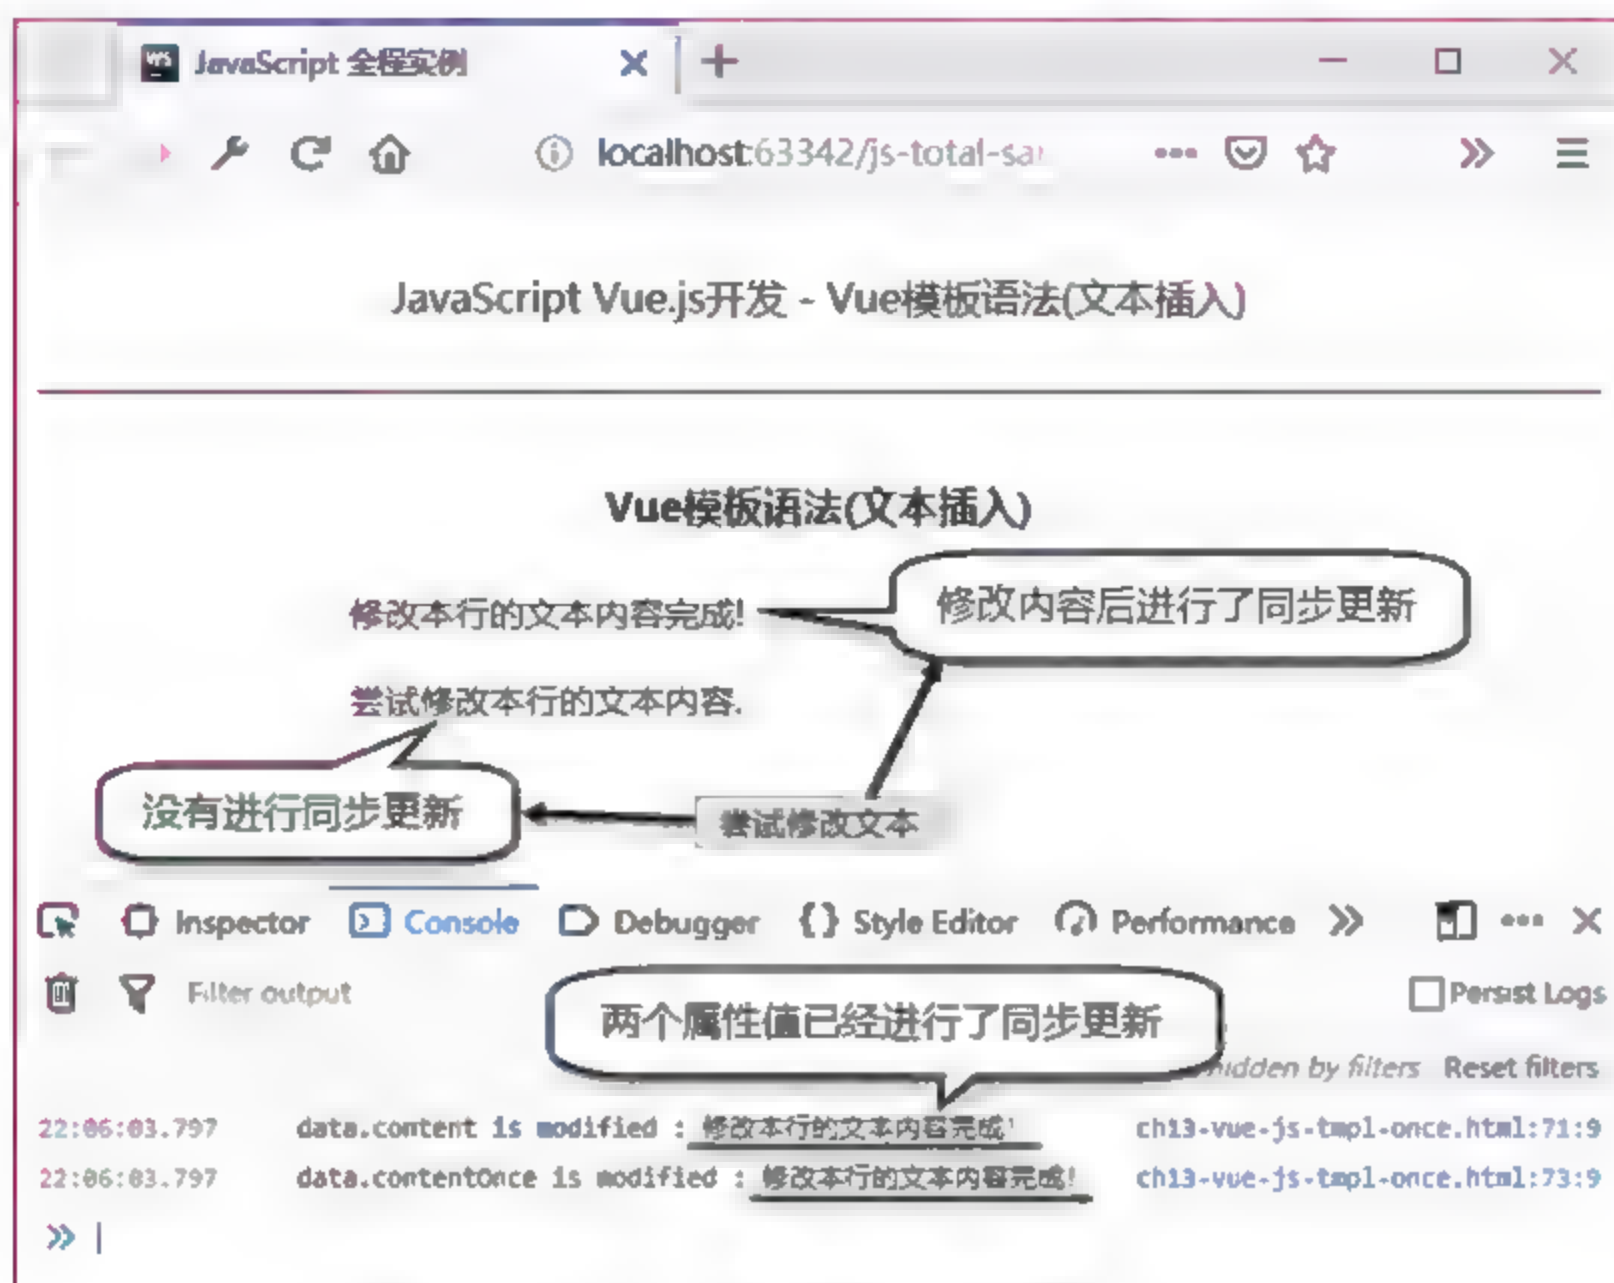 JavaScript 全程实例
localhost:63342/js-total-sa
JavaScript Vue.js开发 - Vue模板语法(文本插入)
Vue模板语法(文本插入)
修改本行的文本内容完成!
修改内容后进行了同步更新
尝试修改本行的文本内容.
没有进行同步更新
尝试修改文本
Inspector Console Debugger {} Style Editor Performance
Filter output
两个属性值已经进行了同步更新
Persist Logs
hidden by filters Reset filters
22:06:03.797 data.content is modified : 修改本行的文本内容完成! ch13-vue-js-tmpl-once.html:71:9
22:06:03.797 data.contentOnce is modified : 修改本行的文本内容完成! ch13-vue-js-tmpl-once.html:73:9